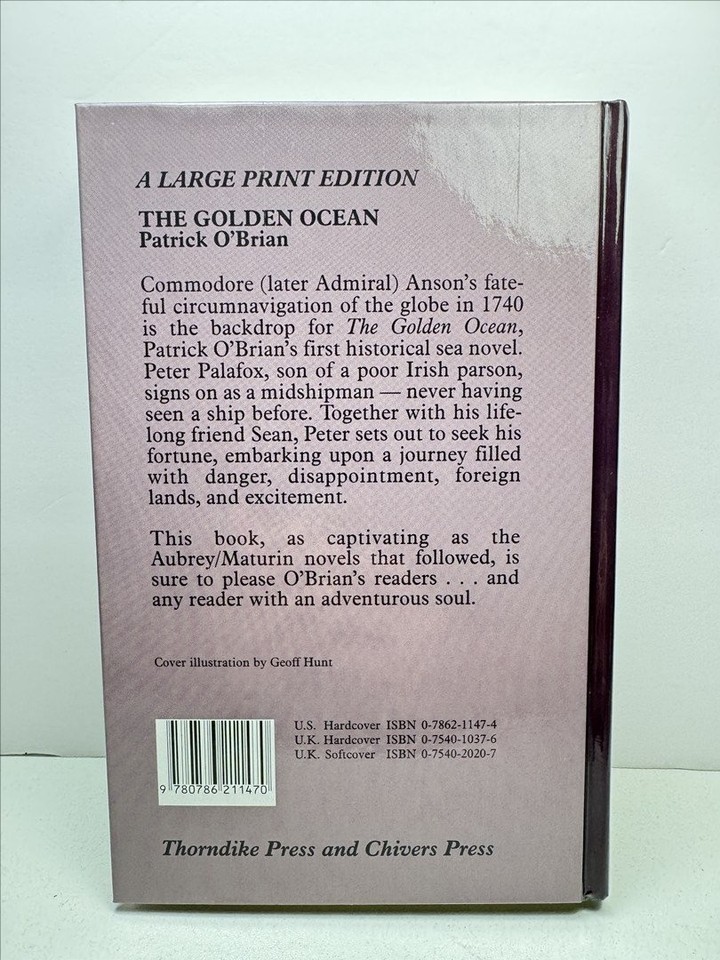 A LARGE PRINT EDITION
THE GOLDEN OCEAN
Patrick O'Brian
Commodore (later Admiral) Anson's fate-
ful circumnavigation of the globe in 1740
is the backdrop for The Golden Ocean,
Patrick O'Brian's first historical sea novel.
Peter Palafox, son of a poor Irish parson,
signs on as a midshipman — never having
seen a ship before. Together with his life-
long friend Sean, Peter sets out to seek his
fortune, embarking upon a journey filled
with danger, disappointment, foreign
lands, and excitement.
This book, as captivating as the
Aubrey/Maturin novels that followed, is
sure to please O'Brian's readers . . . and
any reader with an adventurous soul.
Cover illustration by Geoff Hunt
U.S. Hardcover ISBN 0-7862-1147-4
U.K. Hardcover ISBN 0-7540-1037-6
U.K. Softcover ISBN 0-7540-2020-7
9 780786 211470
Thorndike Press and Chivers Press